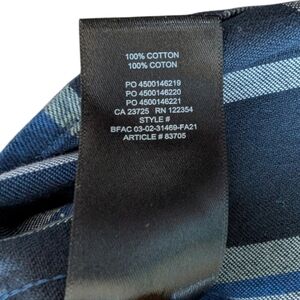 100% COTTON
100% COTON
PO 4500146219
PO 4500146220
PO 4500146221
CA 23725 RN 122354
STYLE #
BFAC 03-02-31469-FA21
ARTICLE # 83705